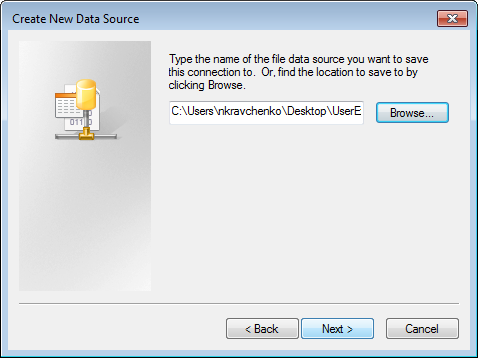 Create New Data Source
Type the name of the file data source you want to save
this connection to.  Or, find the location to save to by
clicking Browse.
C:\Users\nkravchenko\Desktop\UserE
Browse...
< Back
Next >
Cancel